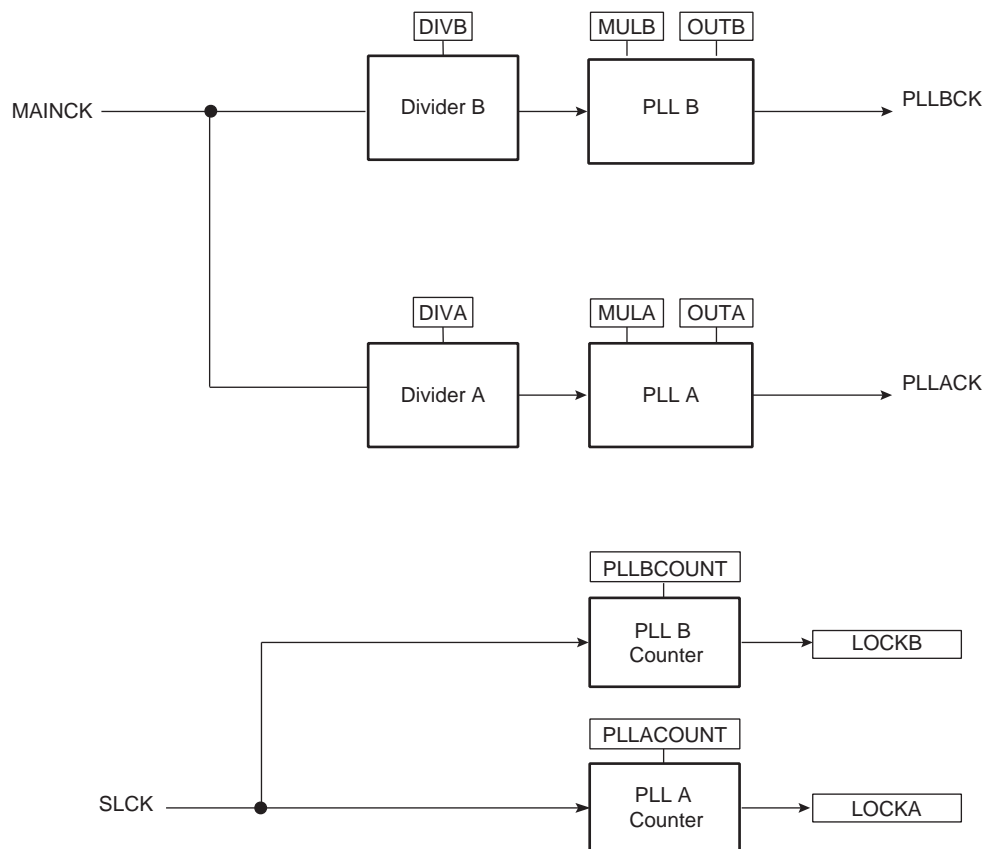 DIVB
MULB
OUTB
MAINCK
Divider B
PLL B
PLLBCK
DIVA
MULA
OUTA
Divider A
PLL A
PLLACK
PLLBCOUNT
PLL B
Counter
LOCKB
PLLACOUNT
SLCK
PLL A
Counter
LOCKA